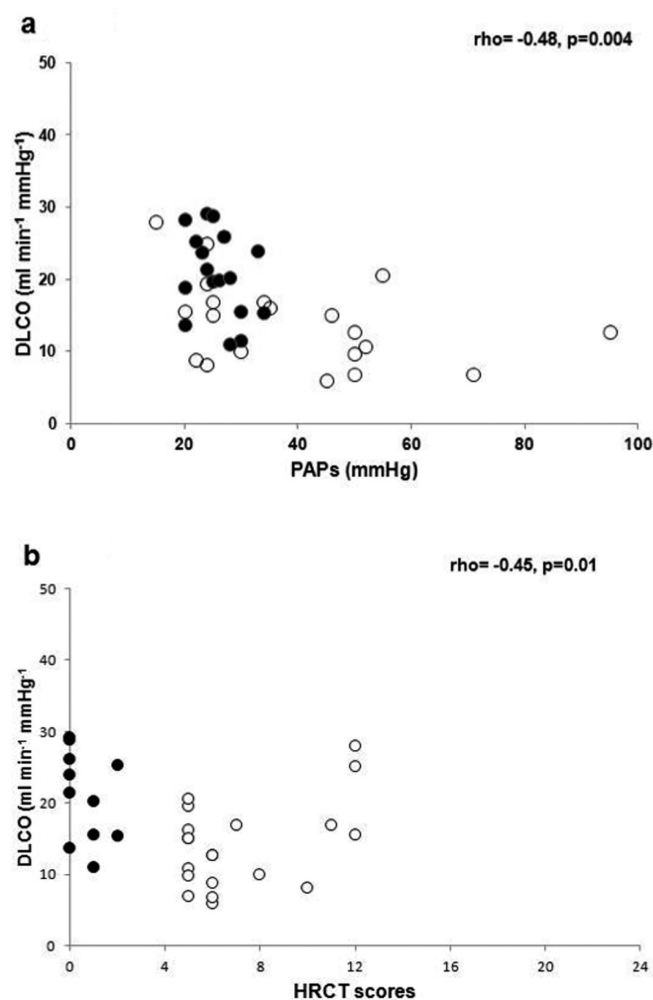 a
rho= -0.48, p=0.004
DLCO (ml min⁻¹ mmHg⁻¹)
50
40
30
20
10
0
0 20 40 60 80 100
PAPs (mmHg)
b
rho= -0.45, p=0.01
DLCO (ml min⁻¹ mmHg⁻¹
50
40
30
20
10
0
0 4 8 12 16 20 24
HRCT scores